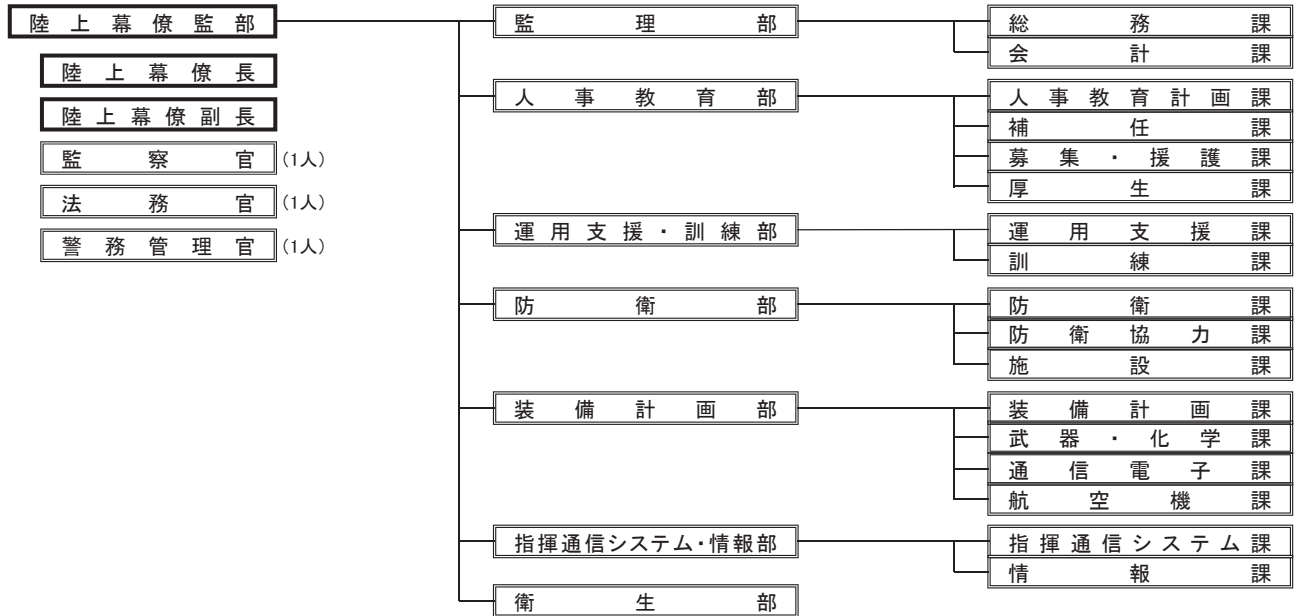 陸上幕僚監部
陸上幕僚長
陸上幕僚副長
監察官 (1人)
法務官 (1人)
警務管理官 (1人)
監理部
総務課
会計課
人事教育部
人事教育計画課
補任課
募集・援護課
厚生課
運用支援・訓練部
運用支援課
訓練課
防衛部
防衛課
防衛協力課
施設課
装備計画部
装備計画課
武器・化学課
通信電子課
航空機課
指揮通信システム・情報部
指揮通信システム課
情報課
衛生部